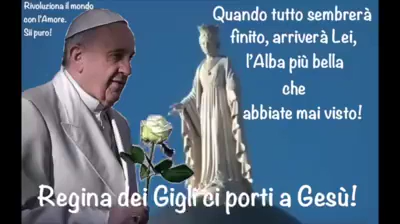 Rivoluziona il mondo
con l'Amore.
Sii puro!
Quando tutto sembrerà
finito, arriverà Lei,
l'Alba più bella
che
abbiate mai visto!
Regina dei Gigli ci porti a Gesù!